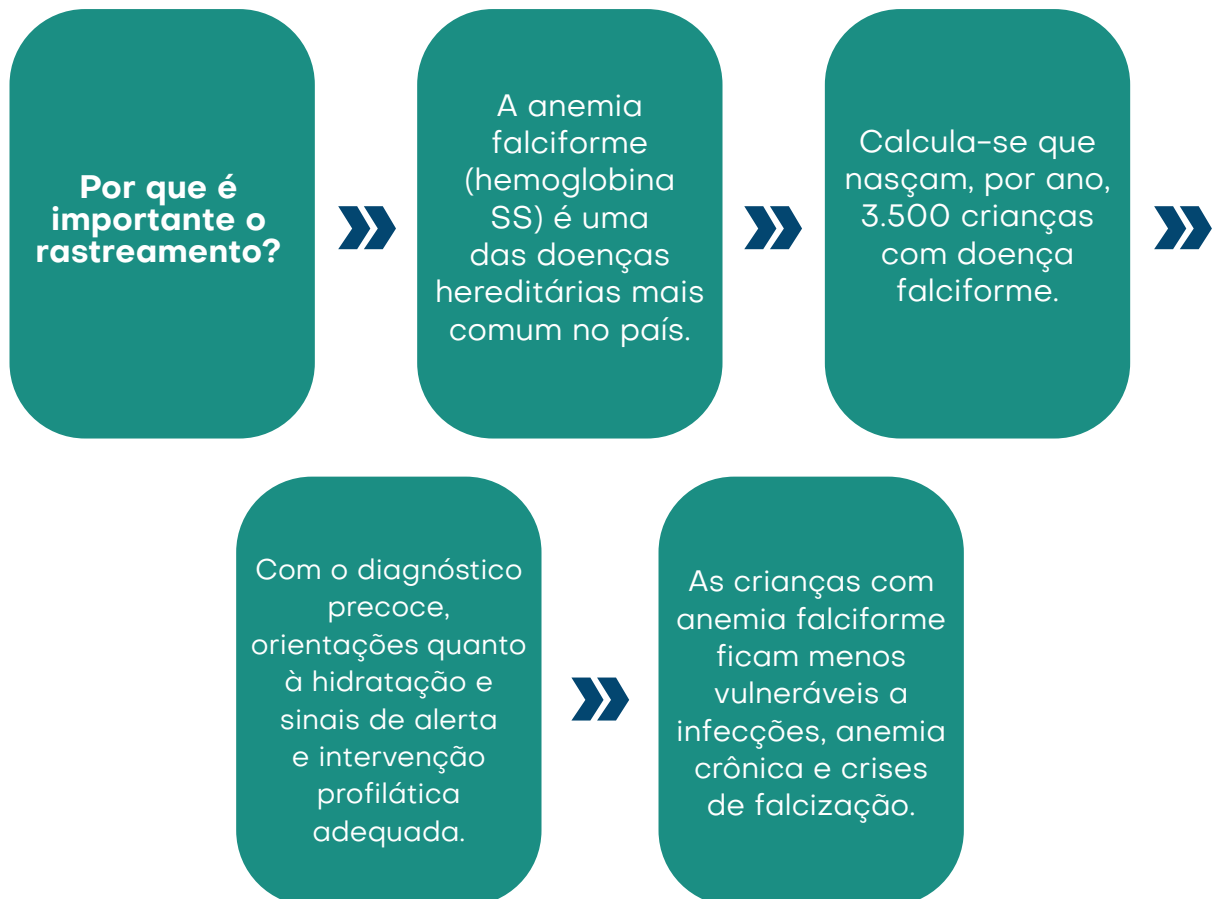 Por que é
importante o
rastreamento?
A anemia
falciforme
(hemoglobina
SS) é uma
das doenças
hereditárias mais
comum no país.
Calcula-se que
nasçam, por ano,
3.500 crianças
com doença
falciforme.
Com o diagnóstico
precoce,
orientações quanto
à hidratação e
sinais de alerta
e intervenção
profilática
adequada.
As crianças com
anemia falciforme
ficam menos
vulneráveis a
infecções, anemia
crônica e crises
de falcização.